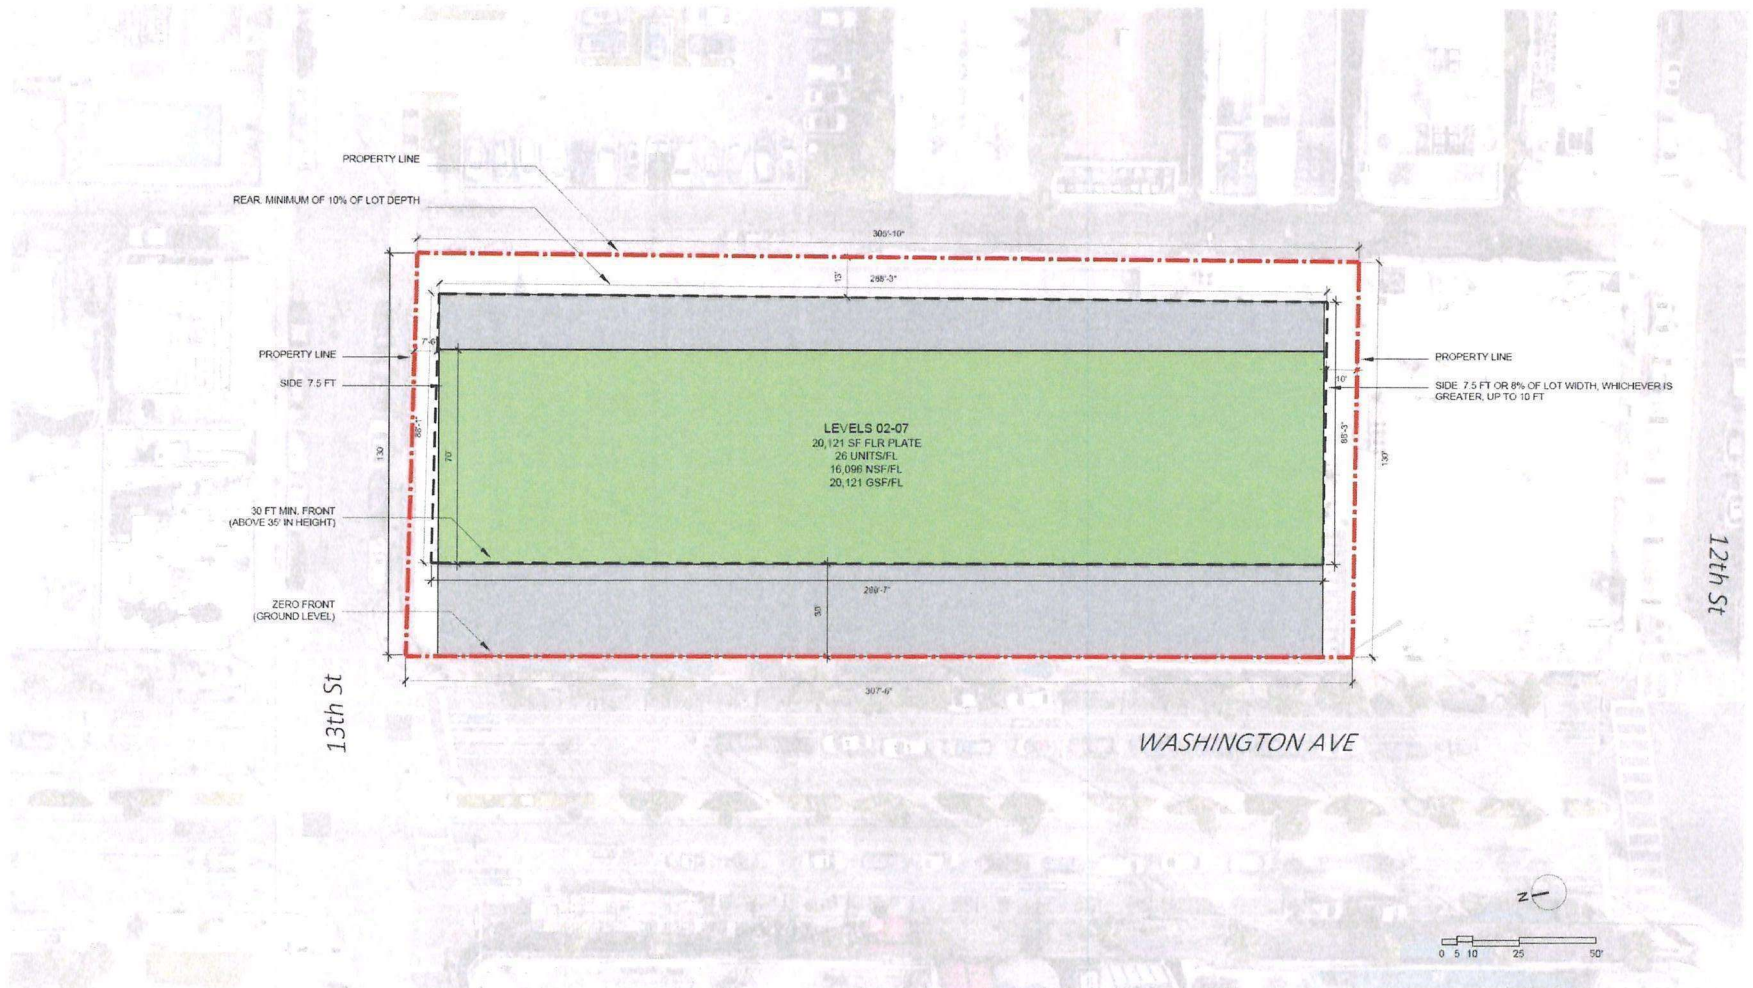 PROPERTY LINE
REAR. MINIMUM OF 10% OF LOT DEPTH
305'-10"
13'
288'-3"
7'-6"
PROPERTY LINE
SIDE 7.5 FT
PROPERTY LINE
10'
SIDE 7.5 FT OR 8% OF LOT WIDTH, WHICHEVER IS
GREATER, UP TO 10 FT
LEVELS 02-07
20,121 SF FLR PLATE
26 UNITS/FL
16,096 NSF/FL
20,121 GSF/FL
130'
70'
130'
30 FT MIN. FRONT
(ABOVE 35' IN HEIGHT)
289'-7"
30'
ZERO FRONT
(GROUND LEVEL)
307'-6"
12th St
13th St
WASHINGTON AVE
N
0 5 10 25 50'